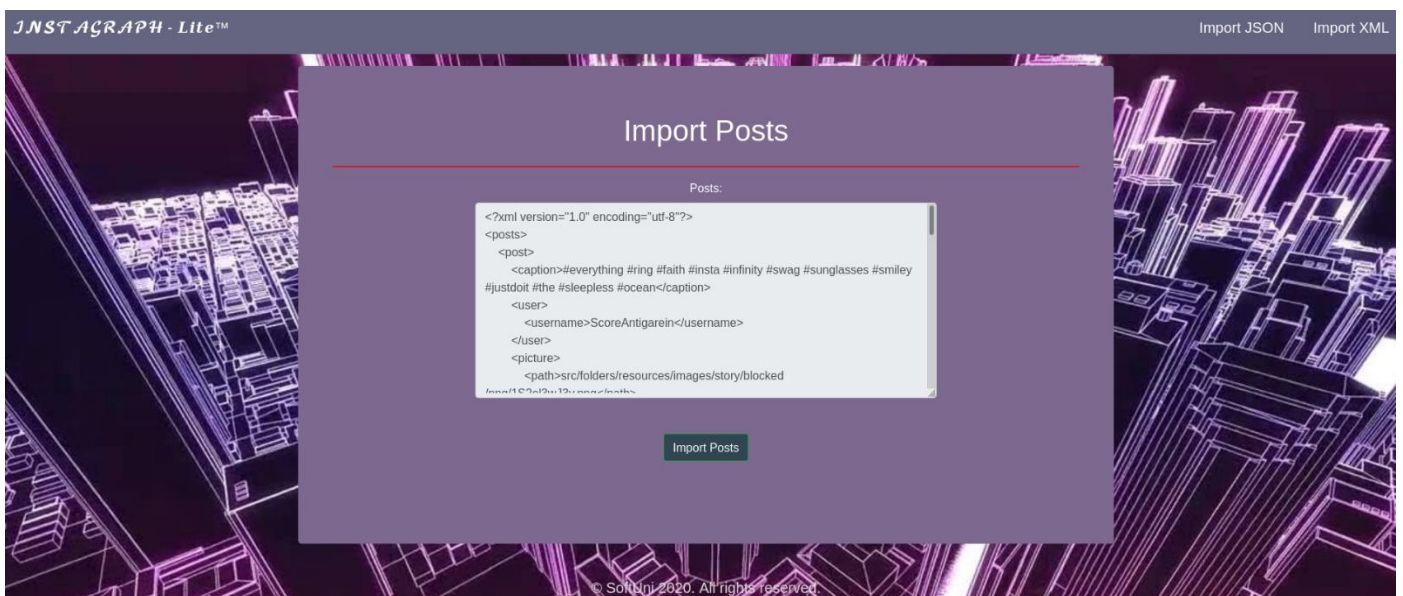 INSTAGRAPH - Lite™
Import JSON Import XML
Import Posts
Posts:
<?xml version="1.0" encoding="utf-8"?>
<posts>
<post>
<caption>#everything #ring #faith #insta #infinity #swag #sunglasses #smiley
#justdoit #the #sleepless #ocean</caption>
<user>
<username>ScoreAntigarein</username>
</user>
<picture>
<path>src/folders/resources/images/story/blocked
Import Posts
© SoftUni 2020. All rights reserved.